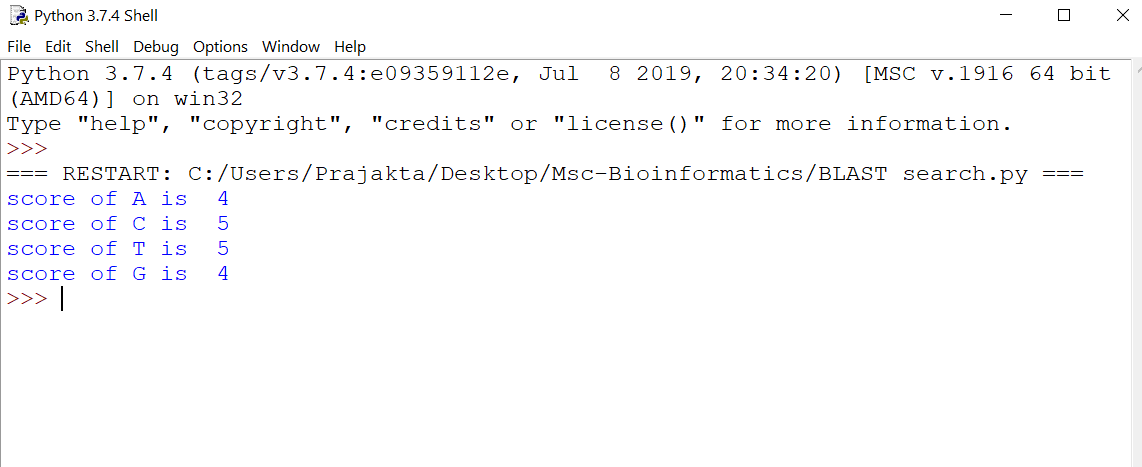 Python 3.7.4 Shell
File Edit Shell Debug Options Window Help
Python 3.7.4 (tags/v3.7.4:e09359112e, Jul  8 2019, 20:34:20) [MSC v.1916 64 bit
(AMD64)] on win32
Type "help", "copyright", "credits" or "license()" for more information.
>>>
=== RESTART: C:/Users/Prajakta/Desktop/Msc-Bioinformatics/BLAST search.py ===
score of A is  4
score of C is  5
score of T is  5
score of G is  4
>>>